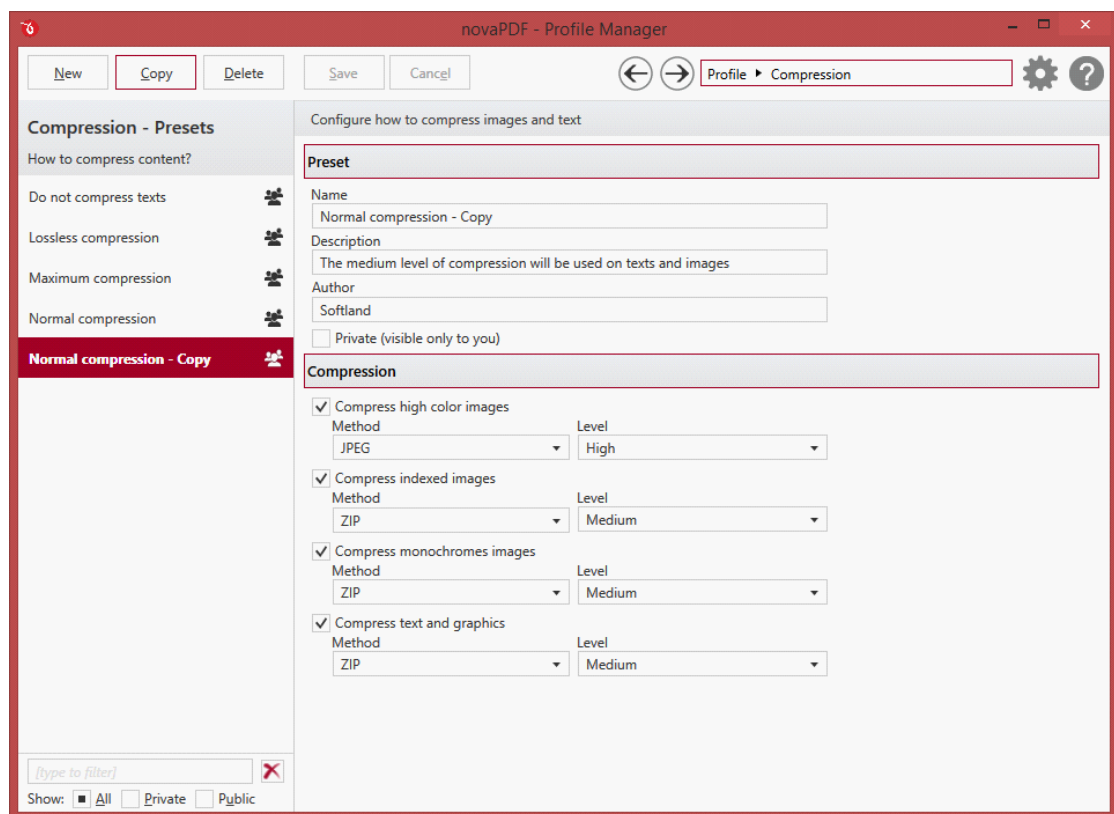 novaPDF - Profile Manager
New Copy Delete Save Cancel Profile Compression
Compression - Presets
How to compress content?
Do not compress texts
Lossless compression
Maximum compression
Normal compression
Normal compression - Copy
[type to filter]
Show: All Private Public
Configure how to compress images and text
Preset
Name
Normal compression - Copy
Description
The medium level of compression will be used on texts and images
Author
Softland
Private (visible only to you)
Compression
Compress high color images
Method Level
JPEG High
Compress indexed images
Method Level
ZIP Medium
Compress monochromes images
Method Level
ZIP Medium
Compress text and graphics
Method Level
ZIP Medium